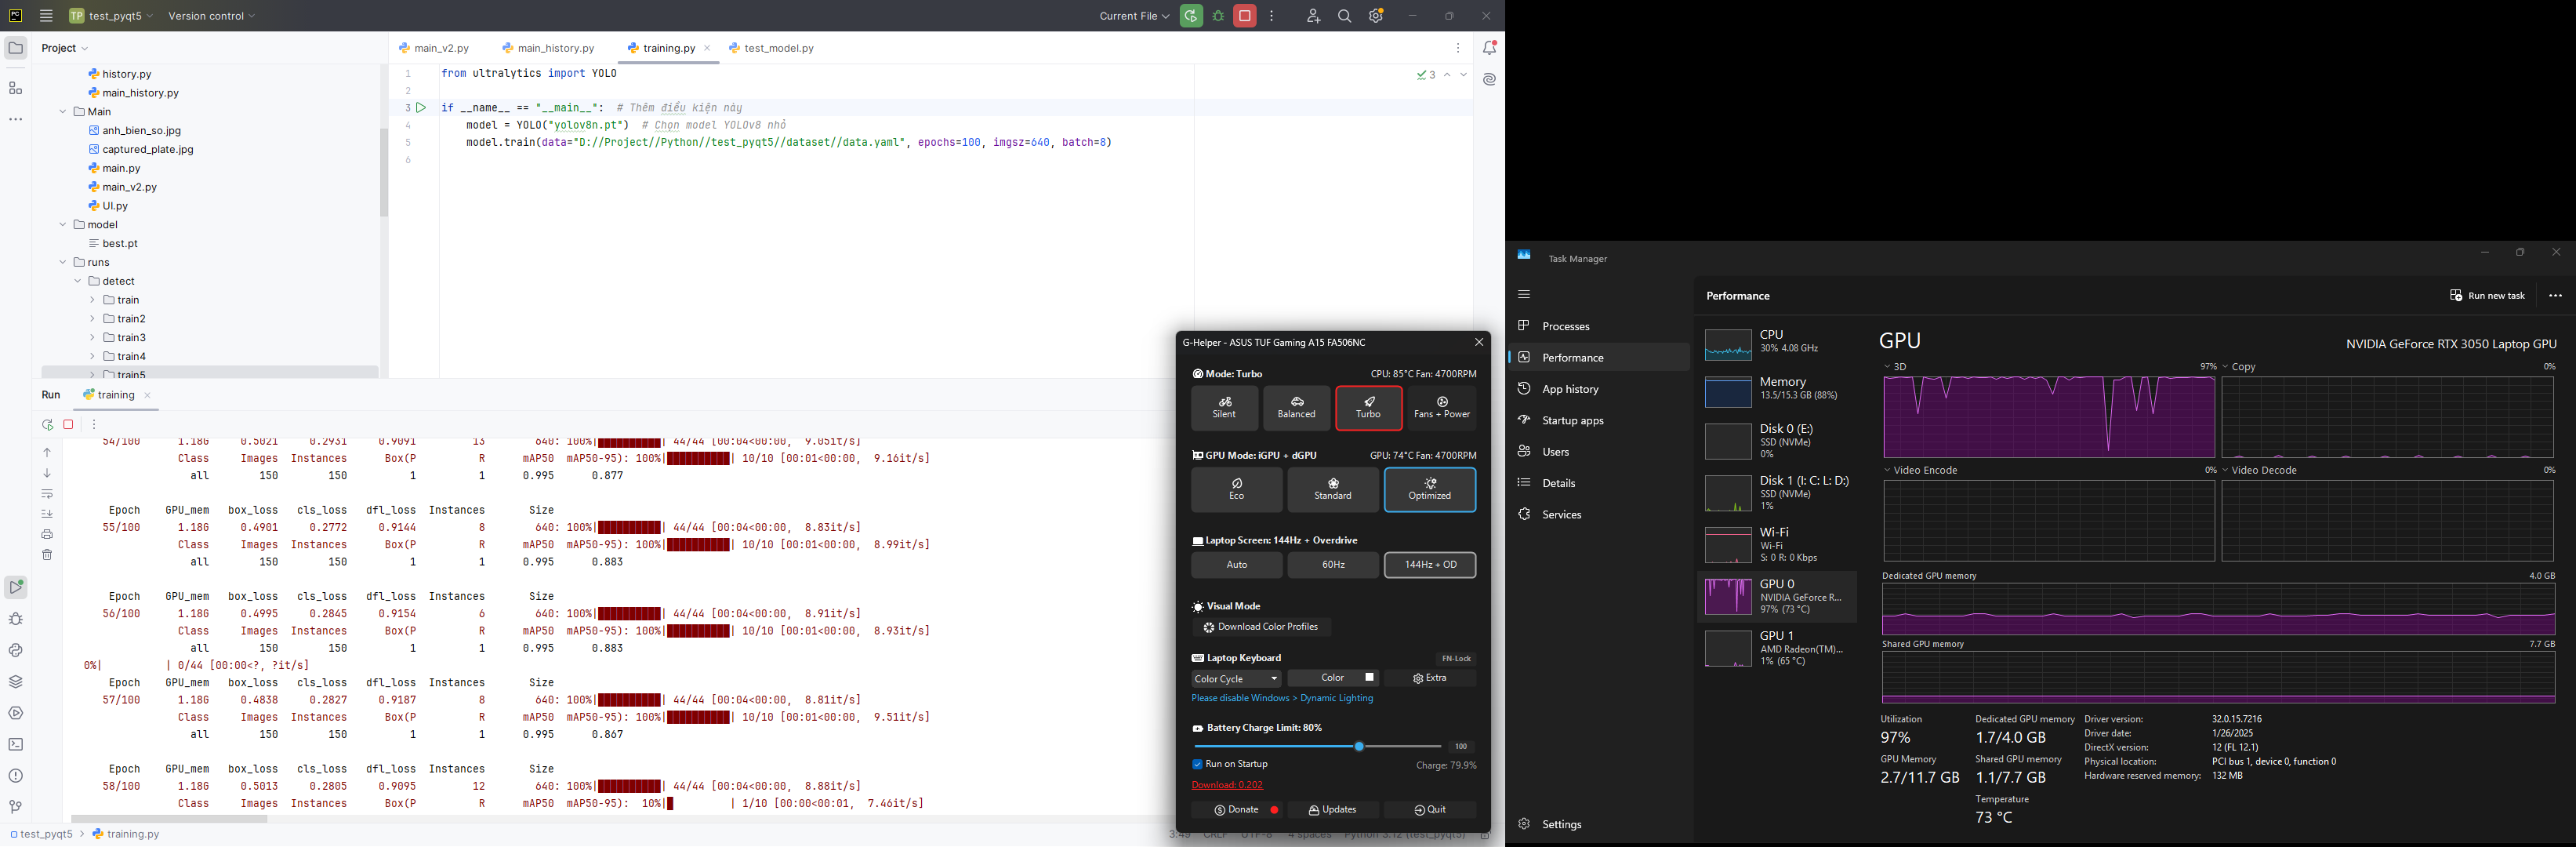 PC
TP test_pyqt5
Version control
Current File
Project
history.py
main_history.py
Main
anh_bien_so.jpg
captured_plate.jpg
main.py
main_v2.py
UI.py
model
best.pt
runs
detect
train
train2
train3
train4
train5
main_v2.py
main_history.py
training.py
test_model.py
3
1 from ultralytics import YOLO
2
3 if __name__ == "__main__":  # Thêm điều kiện này
4 model = YOLO("yolov8n.pt")  # Chọn model YOLOv8 nhỏ
5 model.train(data="D://Project//Python//test_pyqt5//dataset//data.yaml", epochs=100, imgsz=640, batch=8)
6
Run training
54/100 1.18G 0.5021 0.2931 0.9091 13 640: 100%| | 44/44 [00:04<00:00, 9.05it/s]
Class Images Instances Box(P R mAP50 mAP50-95): 100%| | 10/10 [00:01<00:00, 9.16it/s]
all 150 150 1 1 0.995 0.877
Epoch GPU_mem box_loss cls_loss dfl_loss Instances Size
55/100 1.18G 0.4901 0.2772 0.9144 8 640: 100%| | 44/44 [00:04<00:00, 8.83it/s]
Class Images Instances Box(P R mAP50 mAP50-95): 100%| | 10/10 [00:01<00:00, 8.99it/s]
all 150 150 1 1 0.995 0.883
Epoch GPU_mem box_loss cls_loss dfl_loss Instances Size
56/100 1.18G 0.4995 0.2845 0.9154 6 640: 100%| | 44/44 [00:04<00:00, 8.91it/s]
Class Images Instances Box(P R mAP50 mAP50-95): 100%| | 10/10 [00:01<00:00, 8.93it/s]
all 150 150 1 1 0.995 0.883
0%| | 0/44 [00:00<?, ?it/s]
Epoch GPU_mem box_loss cls_loss dfl_loss Instances Size
57/100 1.18G 0.4838 0.2827 0.9187 8 640: 100%| | 44/44 [00:04<00:00, 8.81it/s]
Class Images Instances Box(P R mAP50 mAP50-95): 100%| | 10/10 [00:01<00:00, 9.51it/s]
all 150 150 1 1 0.995 0.867
Epoch GPU_mem box_loss cls_loss dfl_loss Instances Size
58/100 1.18G 0.5013 0.2805 0.9095 12 640: 100%| | 44/44 [00:04<00:00, 8.88it/s]
Class Images Instances Box(P R mAP50 mAP50-95): 10%| | 1/10 [00:00<00:01, 7.46it/s]
test_pyqt5 > training.py
3:49 CRLF UTF-8 4 spaces Python 3.12 (test_pyqt5)
G-Helper - ASUS TUF Gaming A15 FA506NC
Mode: Turbo CPU: 85°C Fan: 4700RPM
Silent Balanced Turbo Fans + Power
GPU Mode: iGPU + dGPU GPU: 74°C Fan: 4700RPM
Eco Standard Optimized
Laptop Screen: 144Hz + Overdrive
Auto 60Hz 144Hz + OD
Visual Mode
Download Color Profiles
Laptop Keyboard FN-Lock
Color Cycle Color Extra
Please disable Windows > Dynamic Lighting
Battery Charge Limit: 80%
100
Run on Startup Charge: 79.9%
Download: 0.202
Donate Updates Quit
Task Manager
Processes
Performance
App history
Startup apps
Users
Details
Services
Settings
Performance
Run new task
CPU
30% 4.08 GHz
Memory
13.5/15.3 GB (88%)
Disk 0 (E:)
SSD (NVMe)
0%
Disk 1 (I: C: L: D:)
SSD (NVMe)
1%
Wi-Fi
Wi-Fi
S: 0 R: 0 Kbps
GPU 0
NVIDIA GeForce R...
97% (73 °C)
GPU 1
AMD Radeon(TM)...
1% (65 °C)
GPU
NVIDIA GeForce RTX 3050 Laptop GPU
3D 97%
Copy 0%
Video Encode 0%
Video Decode 0%
Dedicated GPU memory 4.0 GB
Shared GPU memory 7.7 GB
Utilization
97%
Dedicated GPU memory
1.7/4.0 GB
GPU Memory
2.7/11.7 GB
Shared GPU memory
1.1/7.7 GB
Temperature
73 °C
Driver version: 32.0.15.7216
Driver date: 1/26/2025
DirectX version: 12 (FL 12.1)
Physical location: PCI bus 1, device 0, function 0
Hardware reserved memory: 132 MB